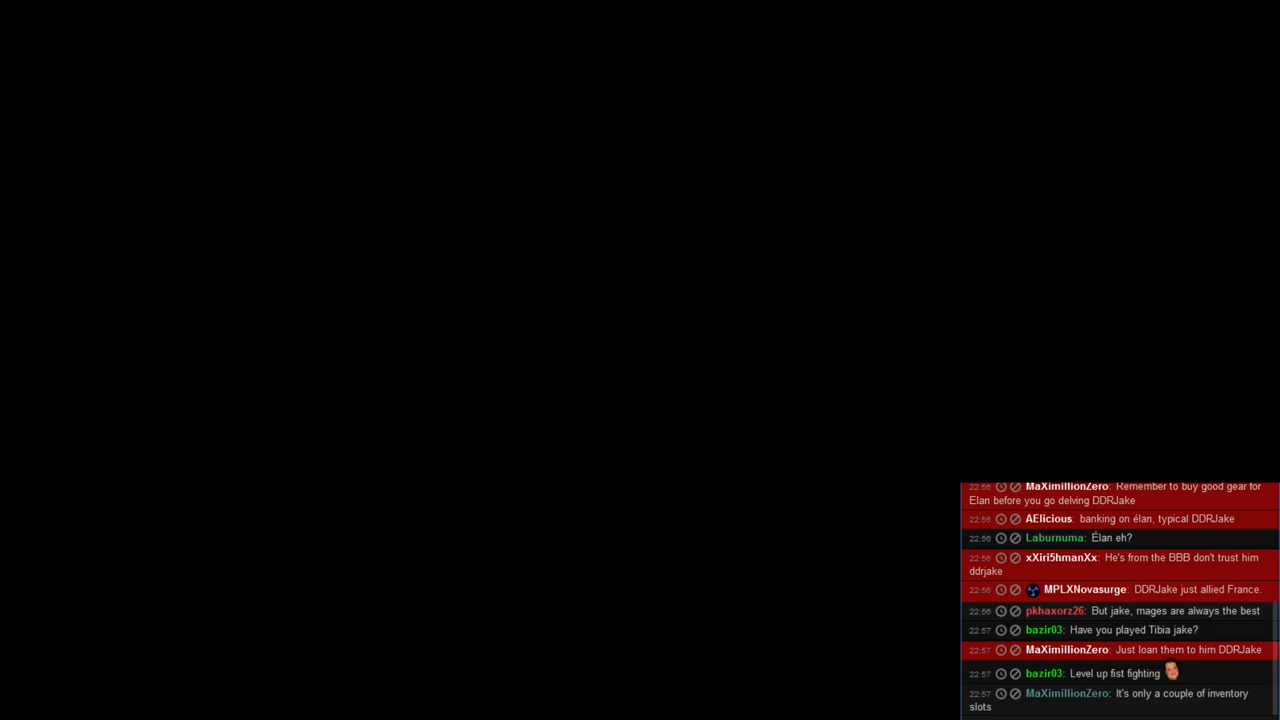 22:56 MaXimillionZero: Remember to buy good gear for
Elan before you go delving DDRJake
22:56 AElicious: banking on élan, typical DDRJake
22:56 Laburnuma: Élan eh?
22:56 xXiri5hmanXx: He's from the BBB don't trust him
ddrjake
22:56 MPLXNovasurge: DDRJake just allied France.
22:56 pkhaxorz26: But jake, mages are always the best
22:57 bazir03: Have you played Tibia jake?
22:57 MaXimillionZero: Just loan them to him DDRJake
22:57 bazir03: Level up fist fighting
22:57 MaXimillionZero: It's only a couple of inventory
slots